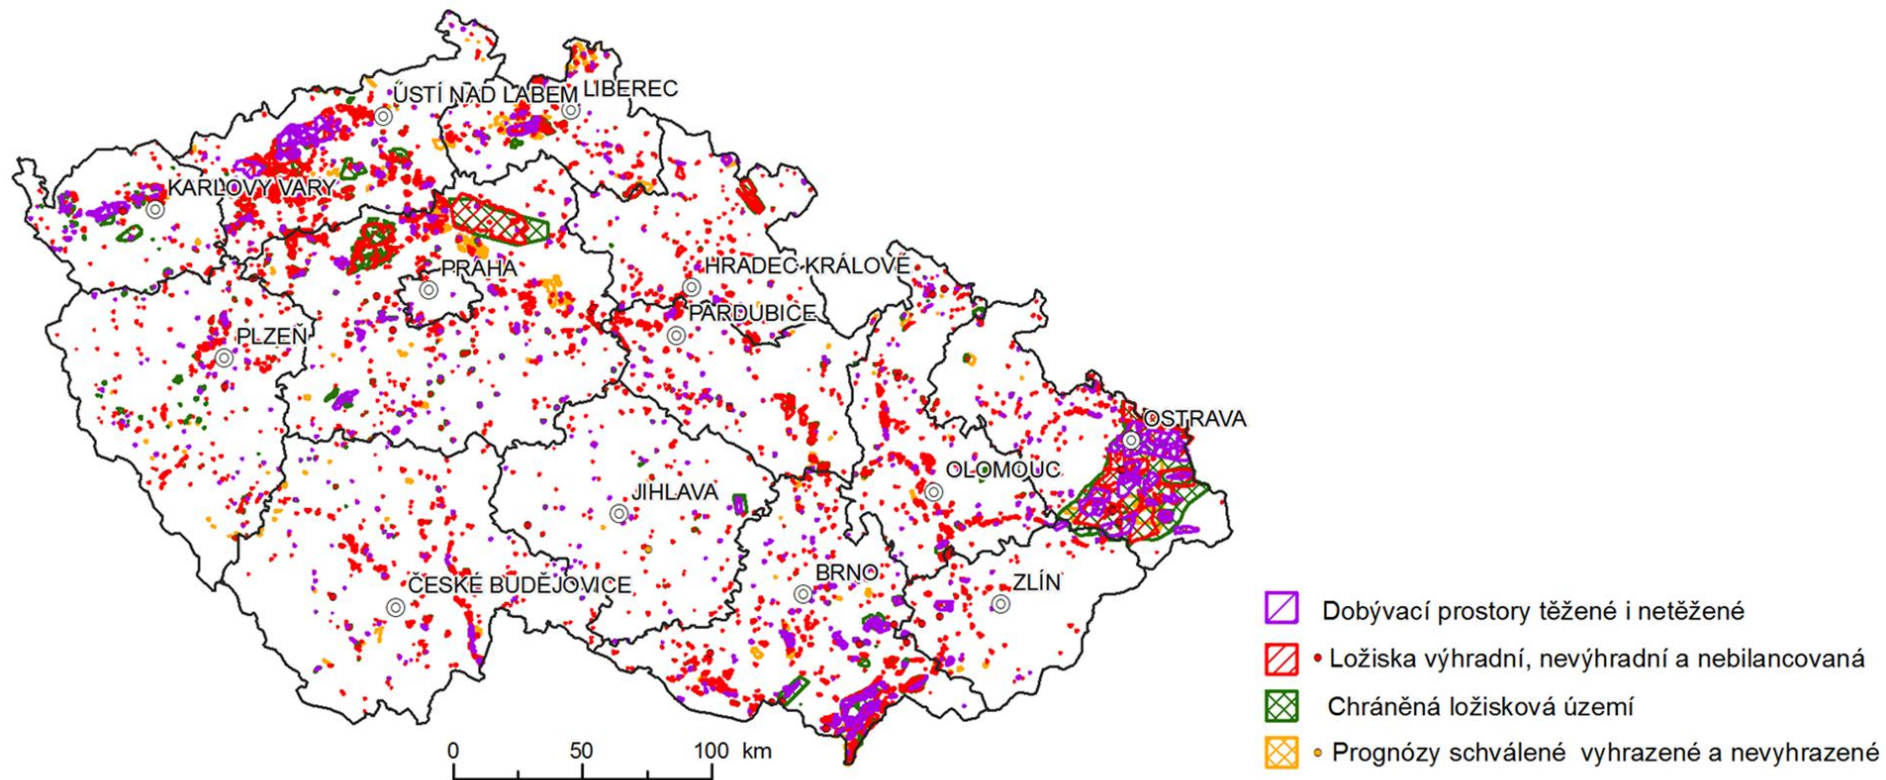 ÚSTÍ NAD LABEM
LIBEREC
KARLOVY VARY
PRAHA
HRADEC KRÁLOVÉ
PARDUBICE
PLZEŇ
OSTRAVA
OLOMOUC
JIHLAVA
BRNO
ČESKÉ BUDĚJOVICE
ZLÍN
Dobývací prostory těžené i netěžené
Ložiska výhradní, nevýhradní a nebilancovaná
Chráněná ložisková území
Prognózy schválené vyhrazené a nevyhrazené
0 50 100 km